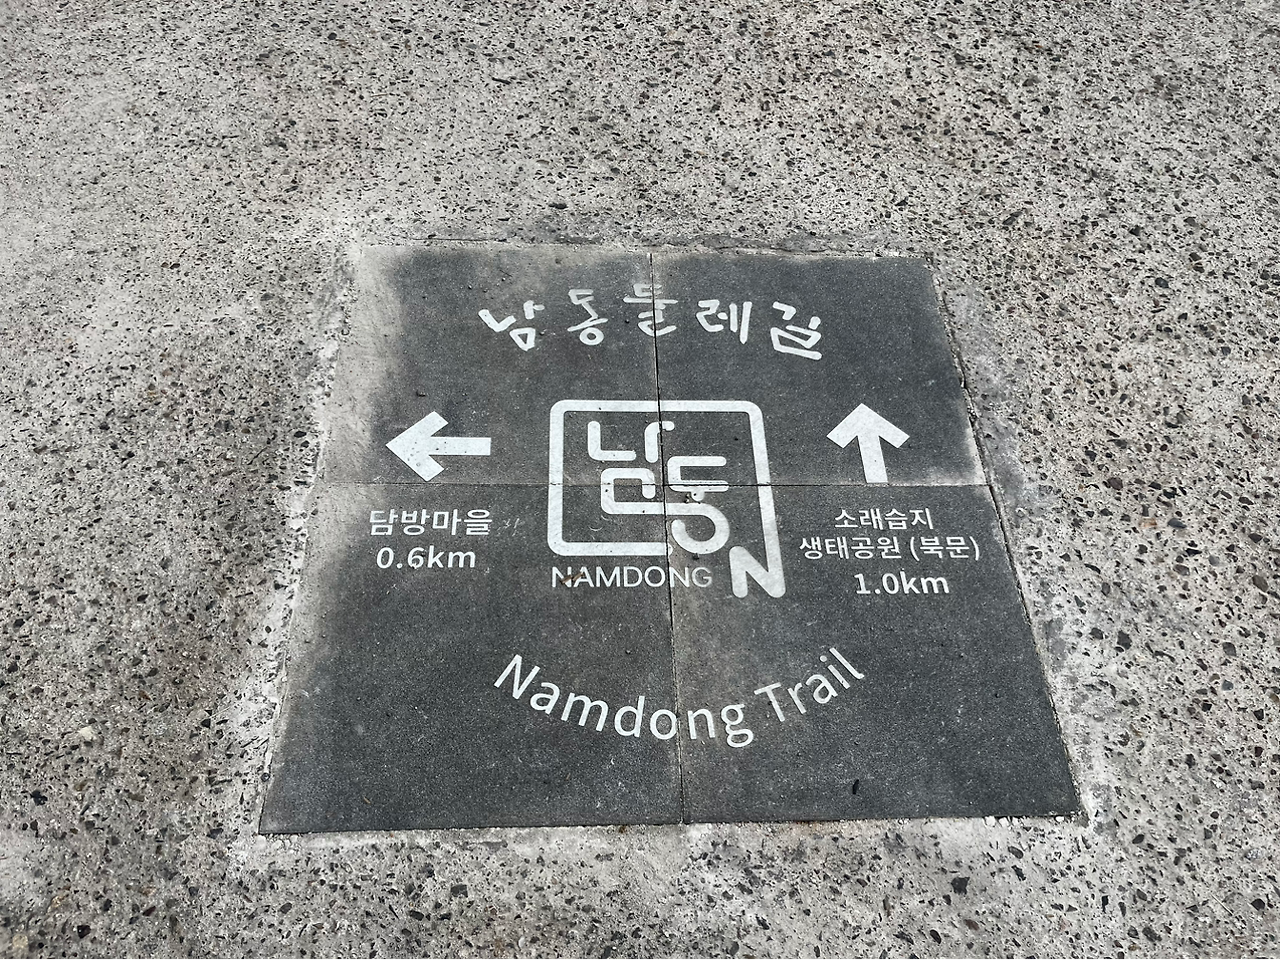 남동둘레길
담방마을
0.6km
남동
NAMDONG N
소래습지
생태공원 (북문)
1.0km
Namdong Trail